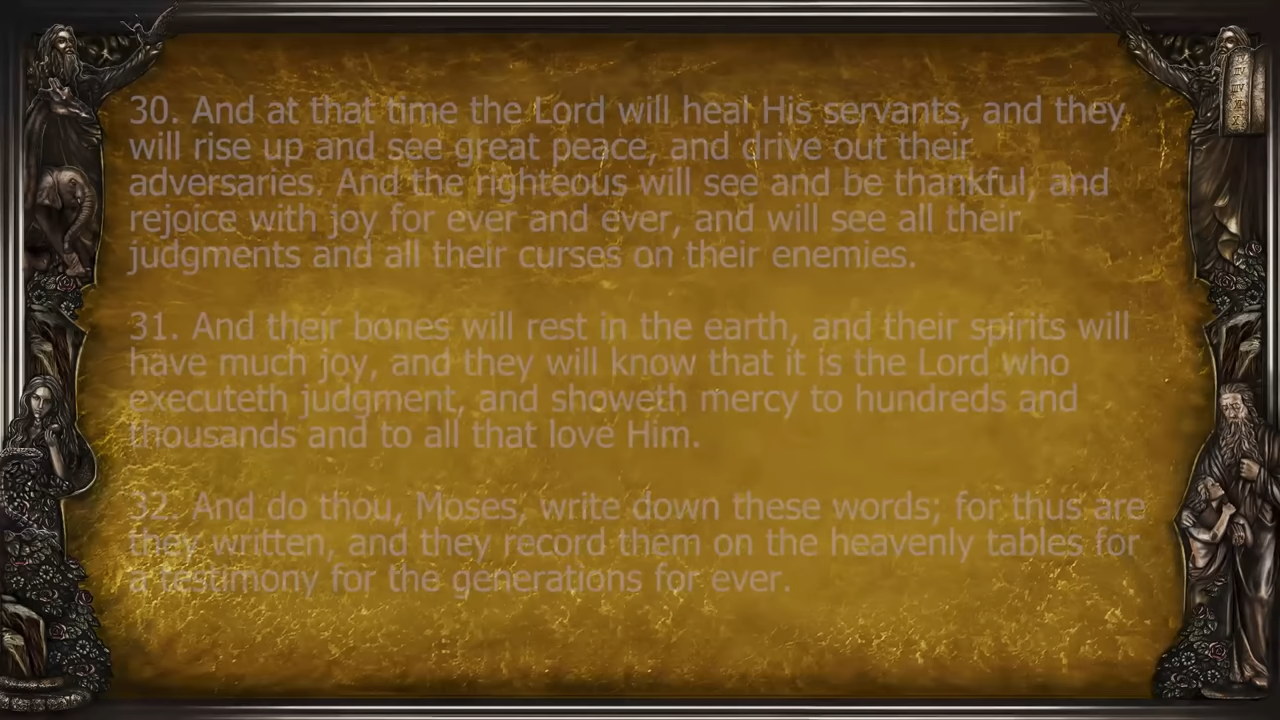 30. And at that time the Lord will heal His servants, and they
will rise up and see great peace, and drive out their
adversaries. And the righteous will see and be thankful, and
rejoice with joy for ever and ever, and will see all their
judgments and all their curses on their enemies.
31. And their bones will rest in the earth, and their spirits will
have much joy, and they will know that it is the Lord who
executeth judgment, and showeth mercy to hundreds and
thousands and to all that love Him.
32. And do thou, Moses, write down these words; for thus are
they written, and they record them on the heavenly tables for
a testimony for the generations for ever.